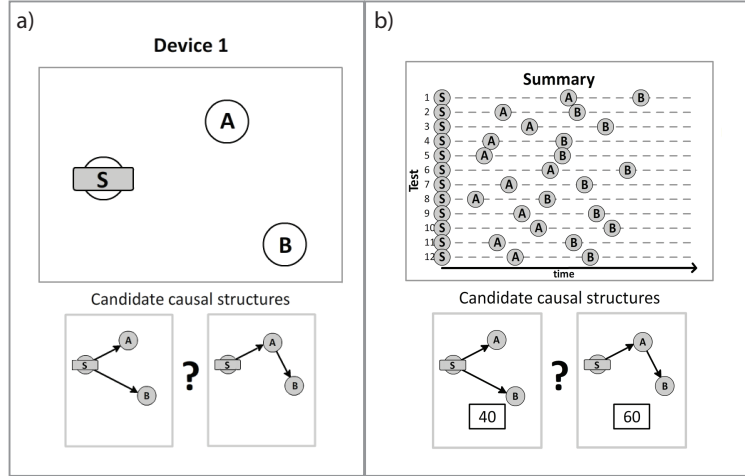 a)
Device 1
A
S
B
Candidate causal structures
A
S
B
?
A
S
B
b)
Summary
Test
1 S A B
2 S A B
3 S A B
4 S A B
5 S A B
6 S A B
7 S A B
8 S A B
9 S A B
10 S A B
11 S A B
12 S A B
time
Candidate causal structures
A
S
B
40
?
A
S
B
60